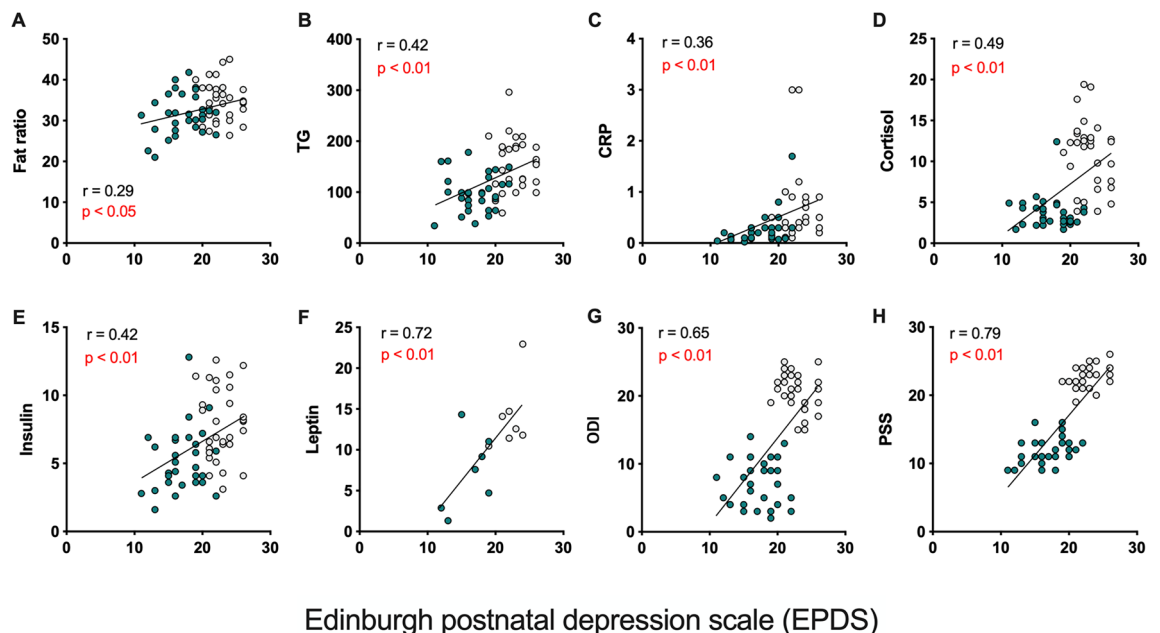 A
Fat ratio
50
40
30
20
10
0
0 10 20 30
r = 0.29
p < 0.05
B
TG
400
300
200
100
0
0 10 20 30
r = 0.42
p < 0.01
C
CRP
4
3
2
1
0
0 10 20 30
r = 0.36
p < 0.01
D
Cortisol
25
20
15
10
5
0
0 10 20 30
r = 0.49
p < 0.01
E
Insulin
15
10
5
0
0 10 20 30
r = 0.42
p < 0.01
F
Leptin
25
20
15
10
5
0
0 10 20 30
r = 0.72
p < 0.01
G
ODI
30
20
10
0
0 10 20 30
r = 0.65
p < 0.01
H
PSS
30
20
10
0
0 10 20 30
r = 0.79
p < 0.01
Edinburgh postnatal depression scale (EPDS)